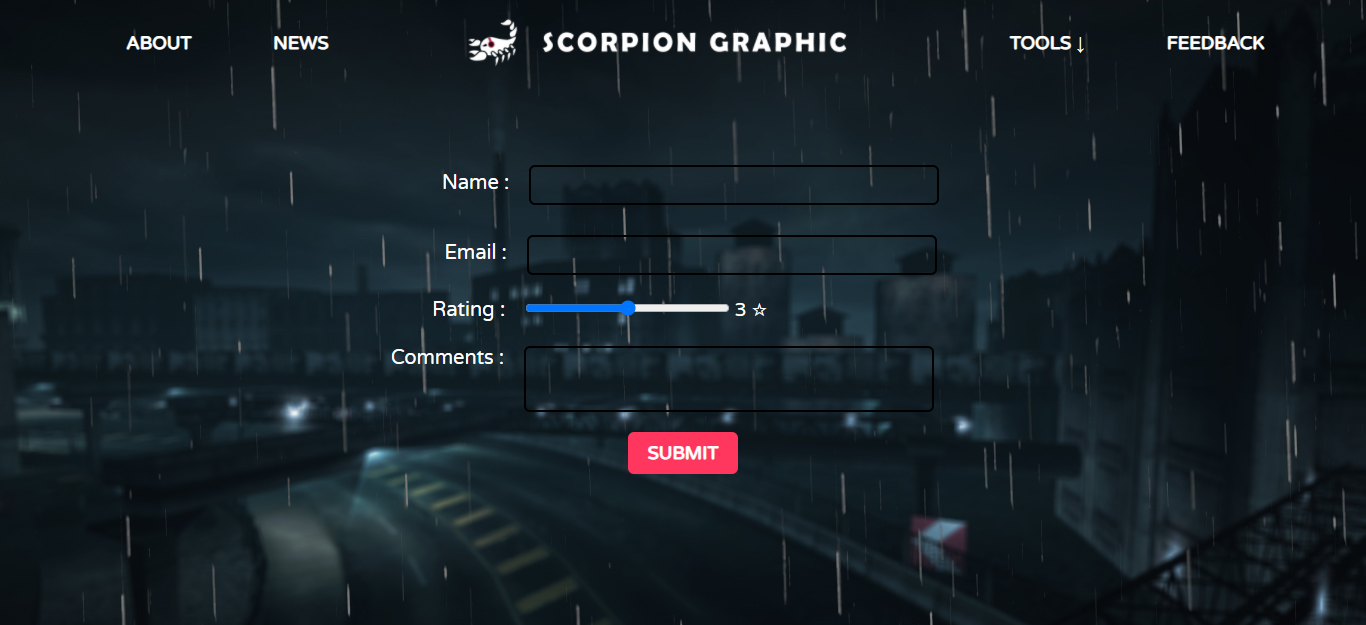 ABOUT NEWS SCORPION GRAPHIC TOOLS ↓ FEEDBACK
Name :
Email :
Rating : 3 ☆
Comments :
SUBMIT